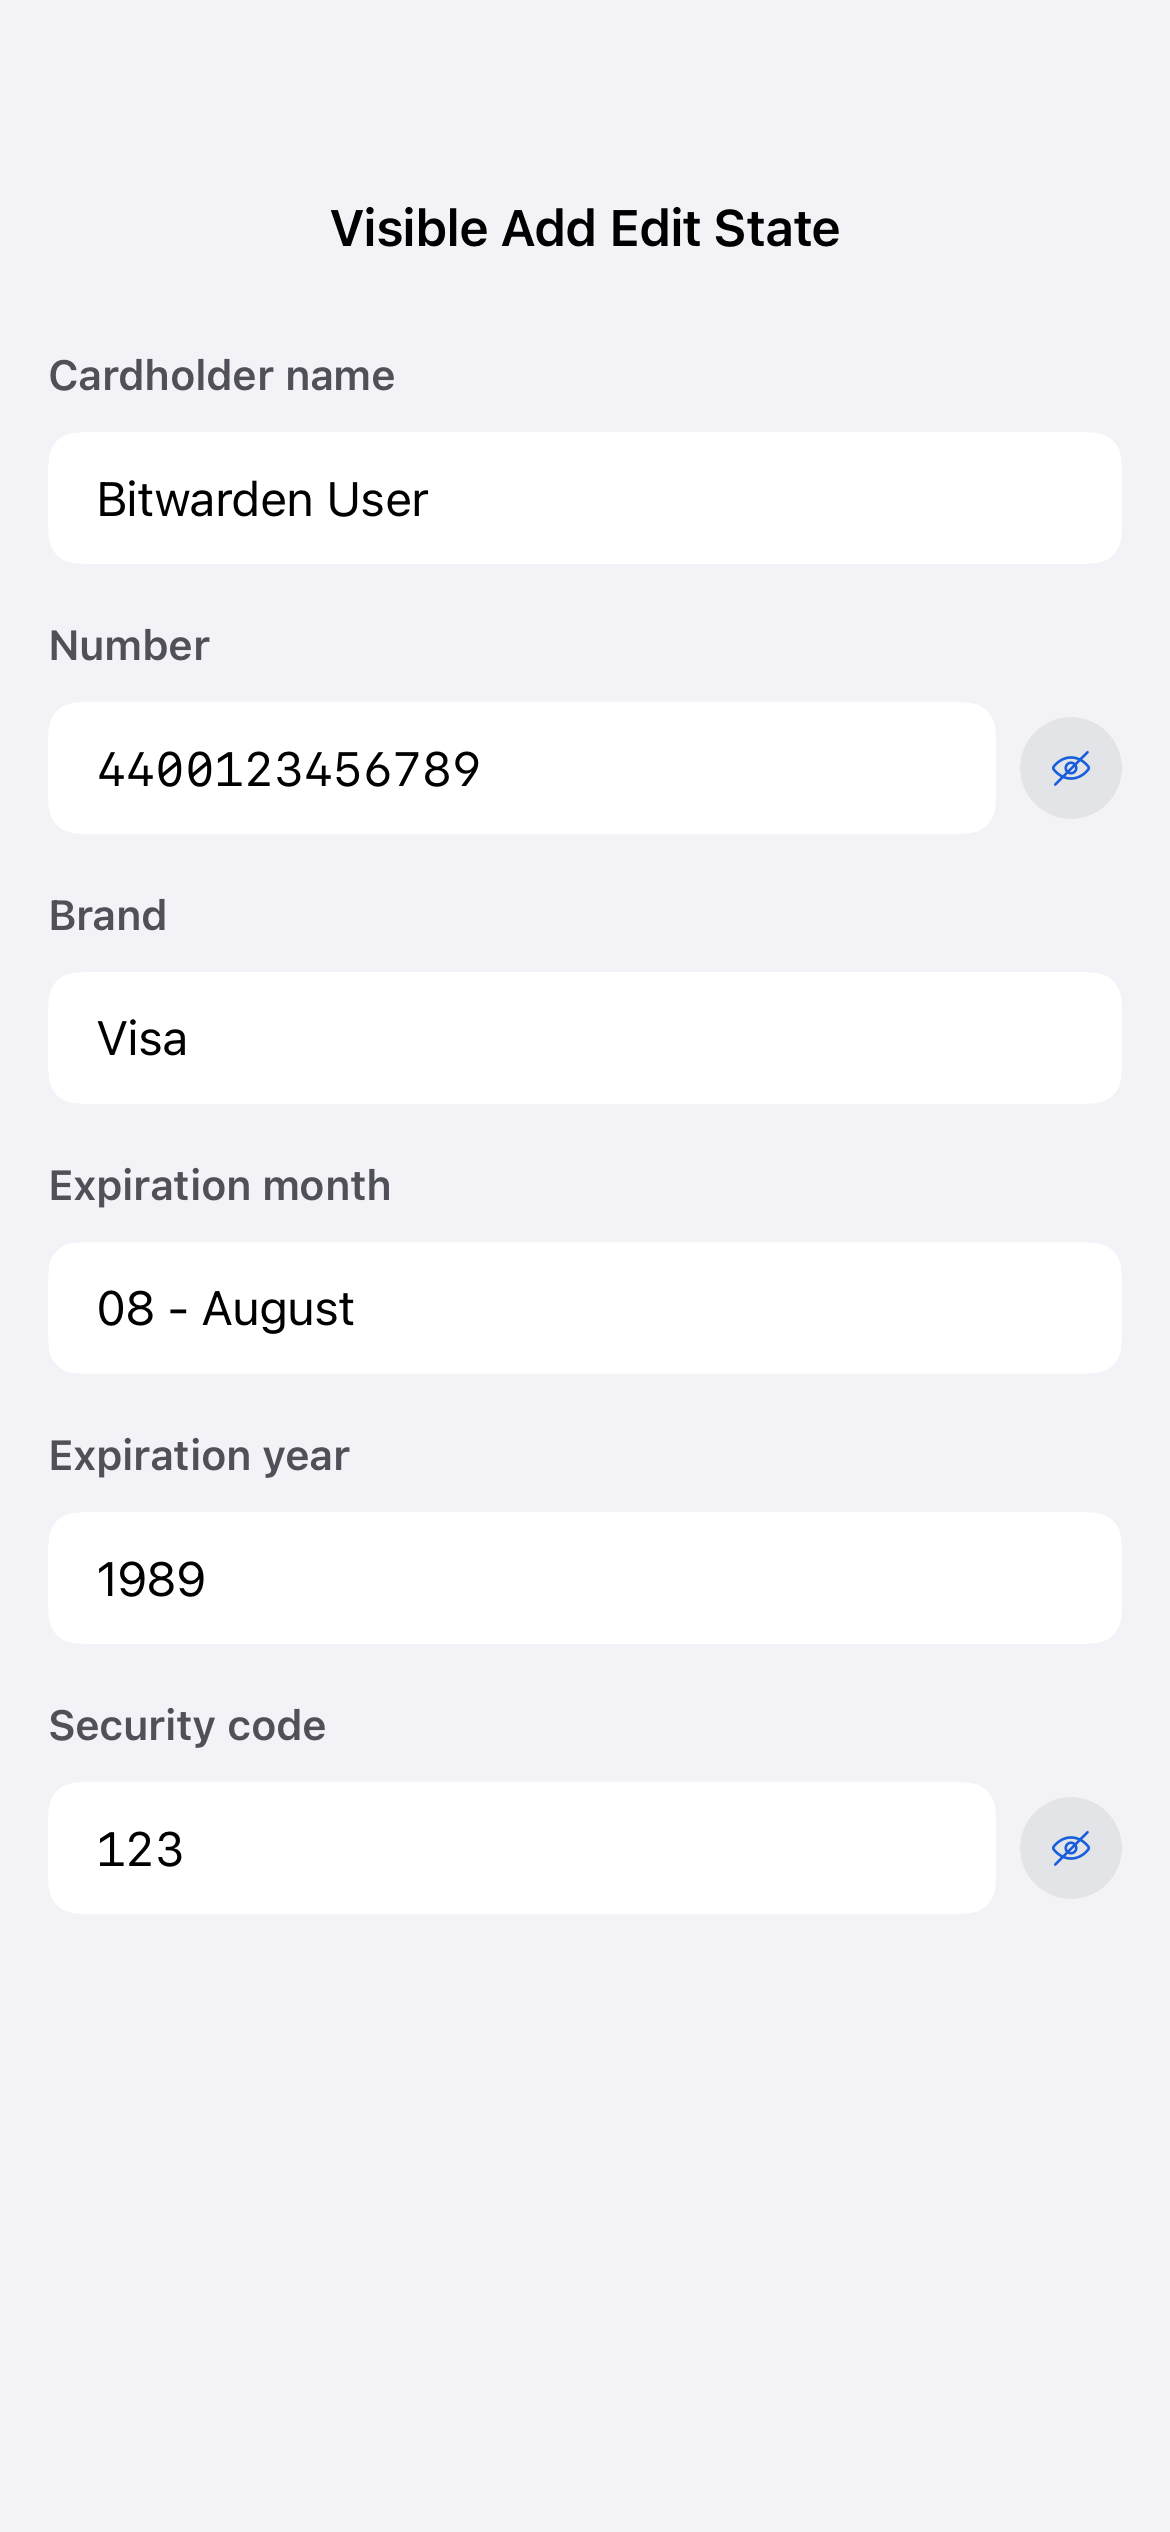 Visible Add Edit State
Cardholder name
Bitwarden User
Number
4400123456789
Brand
Visa
Expiration month
08 - August
Expiration year
1989
Security code
123